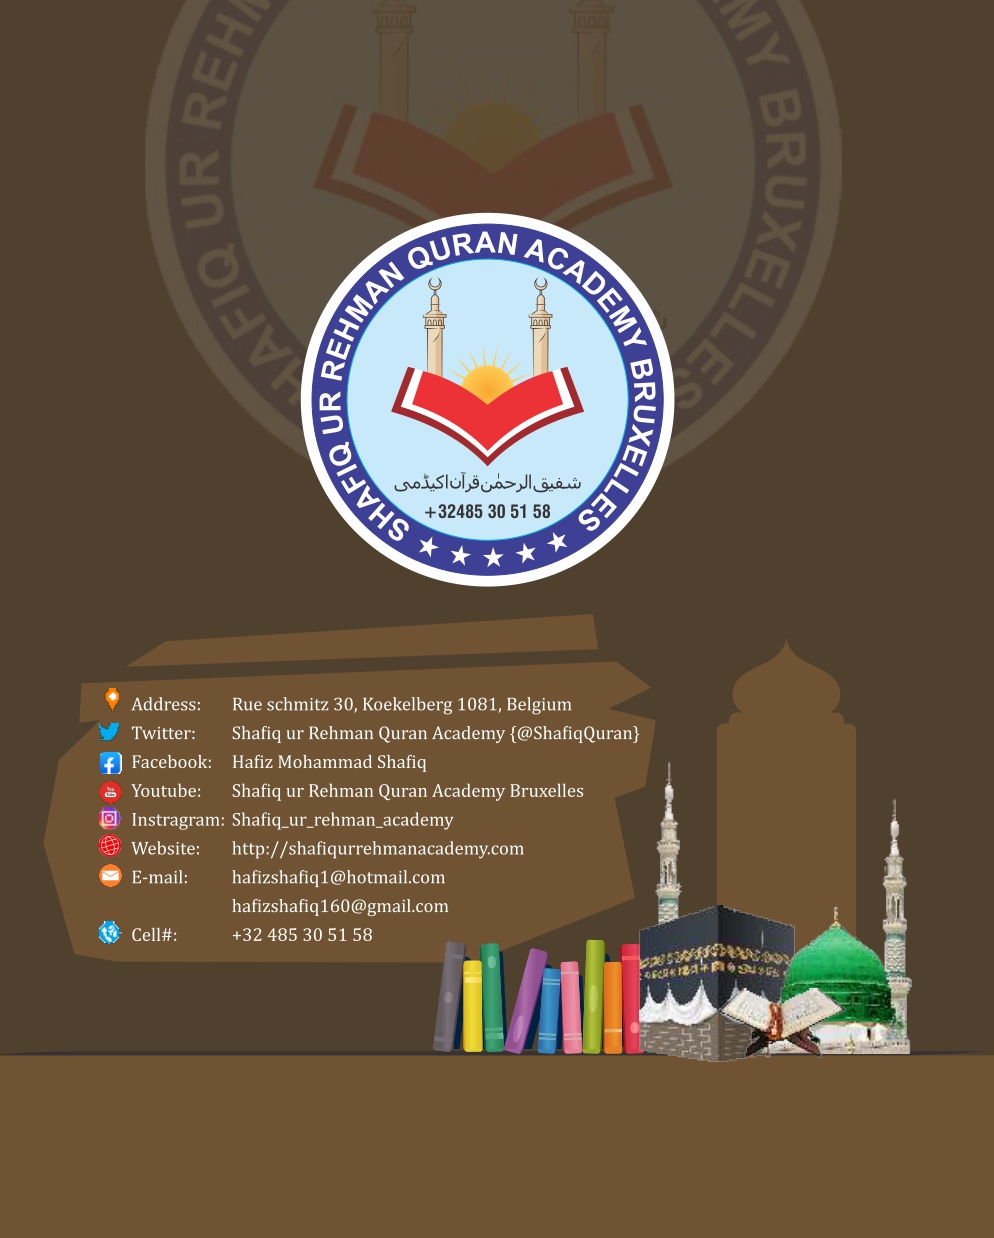 SHAFIQ UR REHMAN QURAN ACADEMY BRUXELLES
شفیق الرحمٰن قرآن اکیڈمی
+32485 30 51 58
Address: Rue schmitz 30, Koekelberg 1081, Belgium
Twitter: Shafiq ur Rehman Quran Academy {@ShafiqQuran}
Facebook: Hafiz Mohammad Shafiq
Youtube: Shafiq ur Rehman Quran Academy Bruxelles
Instragram: Shafiq_ur_rehman_academy
Website: http://shafiqurrehmanacademy.com
E-mail: hafizshafiq1@hotmail.com
hafizshafiq160@gmail.com
Cell#: +32 485 30 51 58